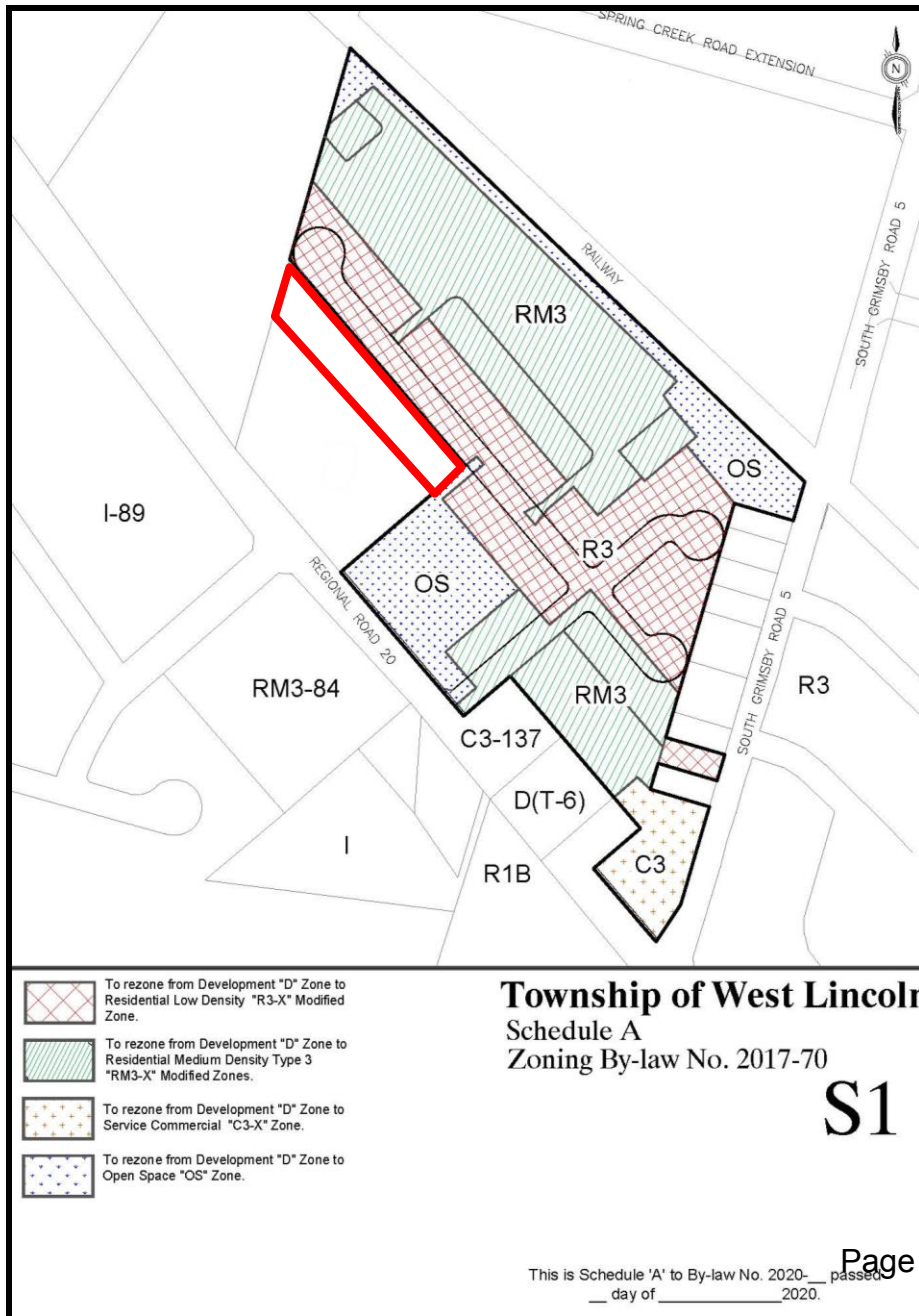 SPRING CREEK ROAD EXTENSION
N
SOUTH GRIMSBY ROAD 5
RAILWAY
RM3
OS
I-89
R3
OS
REGIONAL ROAD 20
SOUTH GRIMSBY ROAD 5
RM3-84
RM3
R3
C3-137
D(T-6)
I
C3
R1B
To rezone from Development "D" Zone to
Residential Low Density "R3-X" Modified
Zone.
To rezone from Development "D" Zone to
Residential Medium Density Type 3
"RM3-X" Modified Zones.
To rezone from Development "D" Zone to
Service Commercial "C3-X" Zone.
To rezone from Development "D" Zone to
Open Space "OS" Zone.
Township of West Lincoln
Schedule A
Zoning By-law No. 2017-70
S1
Page
This is Schedule 'A' to By-law No. 2020-__ passed
__ day of ____________2020.